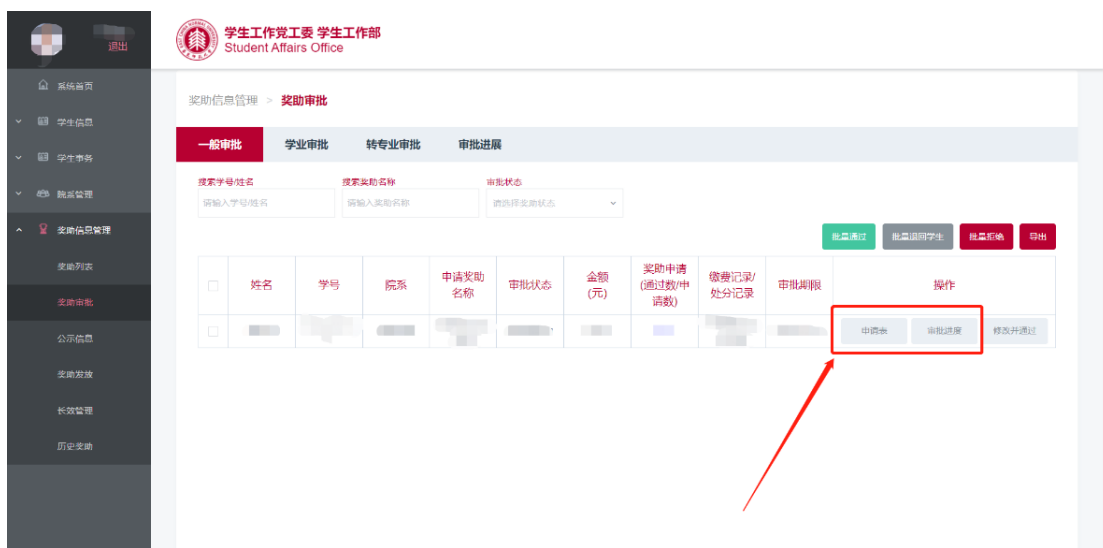 退出
学生工作党工委 学生工作部
Student Affairs Office
系统首页
学生信息
学生事务
院系管理
奖助信息管理
奖助列表
奖助审批
公示信息
奖助发放
长效管理
历史奖助
奖助信息管理 > 奖助审批
一般审批 学业审批 转专业审批 审批进展
搜索学号/姓名 搜索奖助名称 审批状态
请输入学号/姓名 请输入奖助名称 请选择奖助状态
批量通过 批量退回学生 批量拒绝 导出
姓名 学号 院系 申请奖助名称 审批状态 金额(元) 奖助申请(通过数/申请数) 缴费记录/处分记录 审批期限 操作
申请表 审批进度 修改并通过